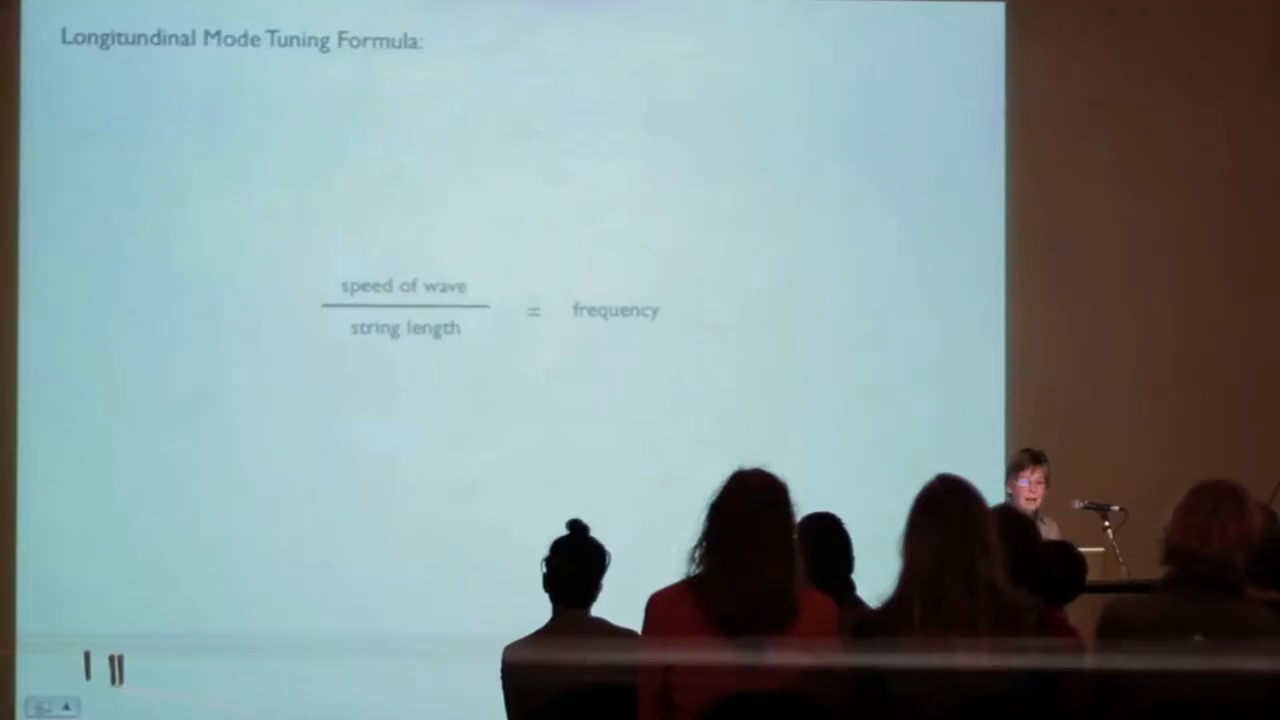 Longitundinal Mode Tuning Formula:
speed of wave
string length
=
frequency